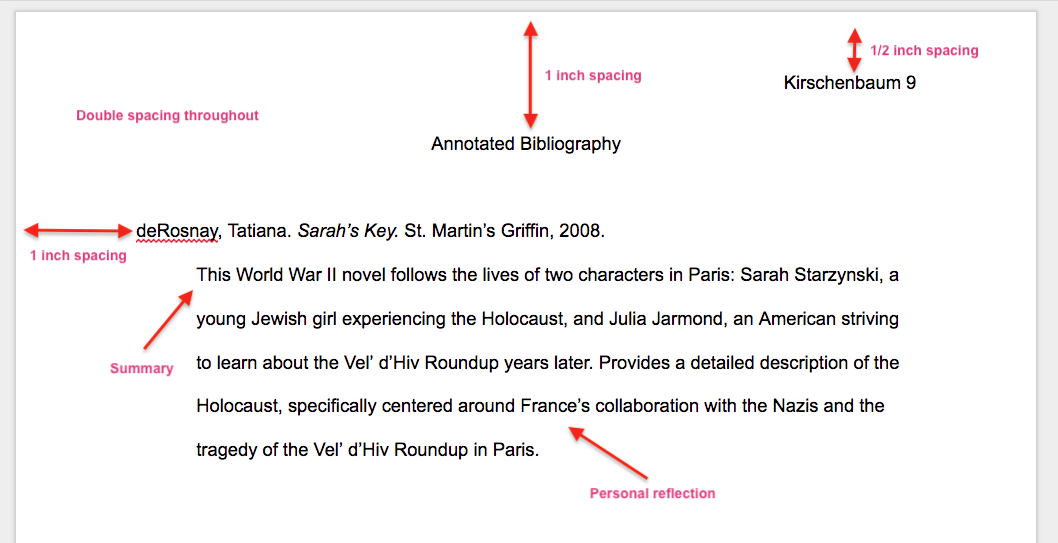 1/2 inch spacing
1 inch spacing
Kirschenbaum 9
Double spacing throughout
Annotated Bibliography
deRosnay, Tatiana. Sarah’s Key. St. Martin’s Griffin, 2008.
1 inch spacing
This World War II novel follows the lives of two characters in Paris: Sarah Starzynski, a
young Jewish girl experiencing the Holocaust, and Julia Jarmond, an American striving
to learn about the Vel’ d’Hiv Roundup years later. Provides a detailed description of the
Summary
Holocaust, specifically centered around France’s collaboration with the Nazis and the
tragedy of the Vel’ d’Hiv Roundup in Paris.
Personal reflection